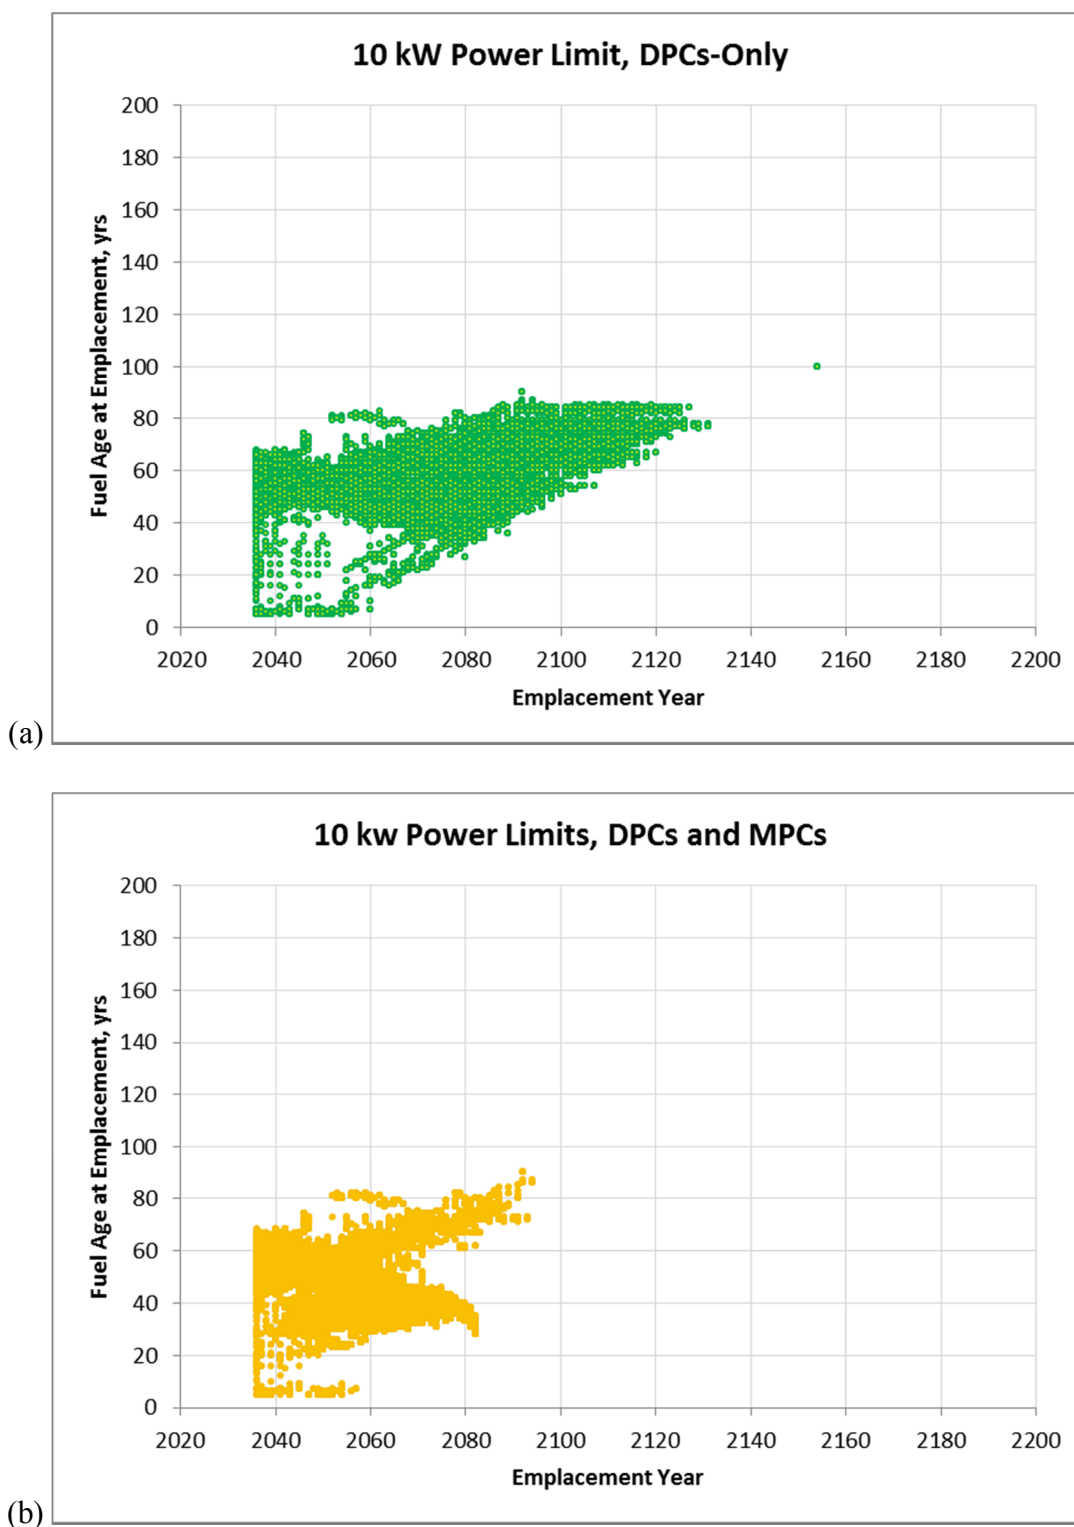 10 kW Power Limit, DPCs-Only
200
180
160
140
120
100
80
60
40
20
0
Fuel Age at Emplacement, yrs
2020 2040 2060 2080 2100 2120 2140 2160 2180 2200
Emplacement Year
(a)
10 kw Power Limits, DPCs and MPCs
200
180
160
140
120
100
80
60
40
20
0
Fuel Age at Emplacement, yrs
2020 2040 2060 2080 2100 2120 2140 2160 2180 2200
Emplacement Year
(b)